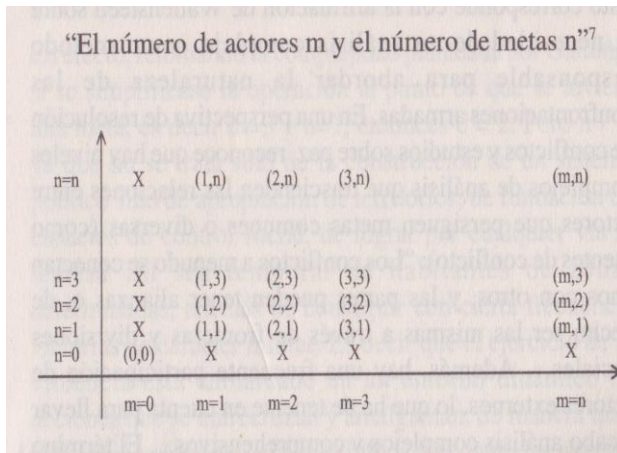 “El número de actores m y el número de metas n”7
n=n X (1,n) (2,n) (3,n) (m,n)
n=3 X (1,3) (2,3) (3,3) (m,3)
n=2 X (1,2) (2,2) (3,2) (m,2)
n=1 X (1,1) (2,1) (3,1) (m,1)
n=0 (0,0) X X X X
m=0 m=1 m=2 m=3 m=n